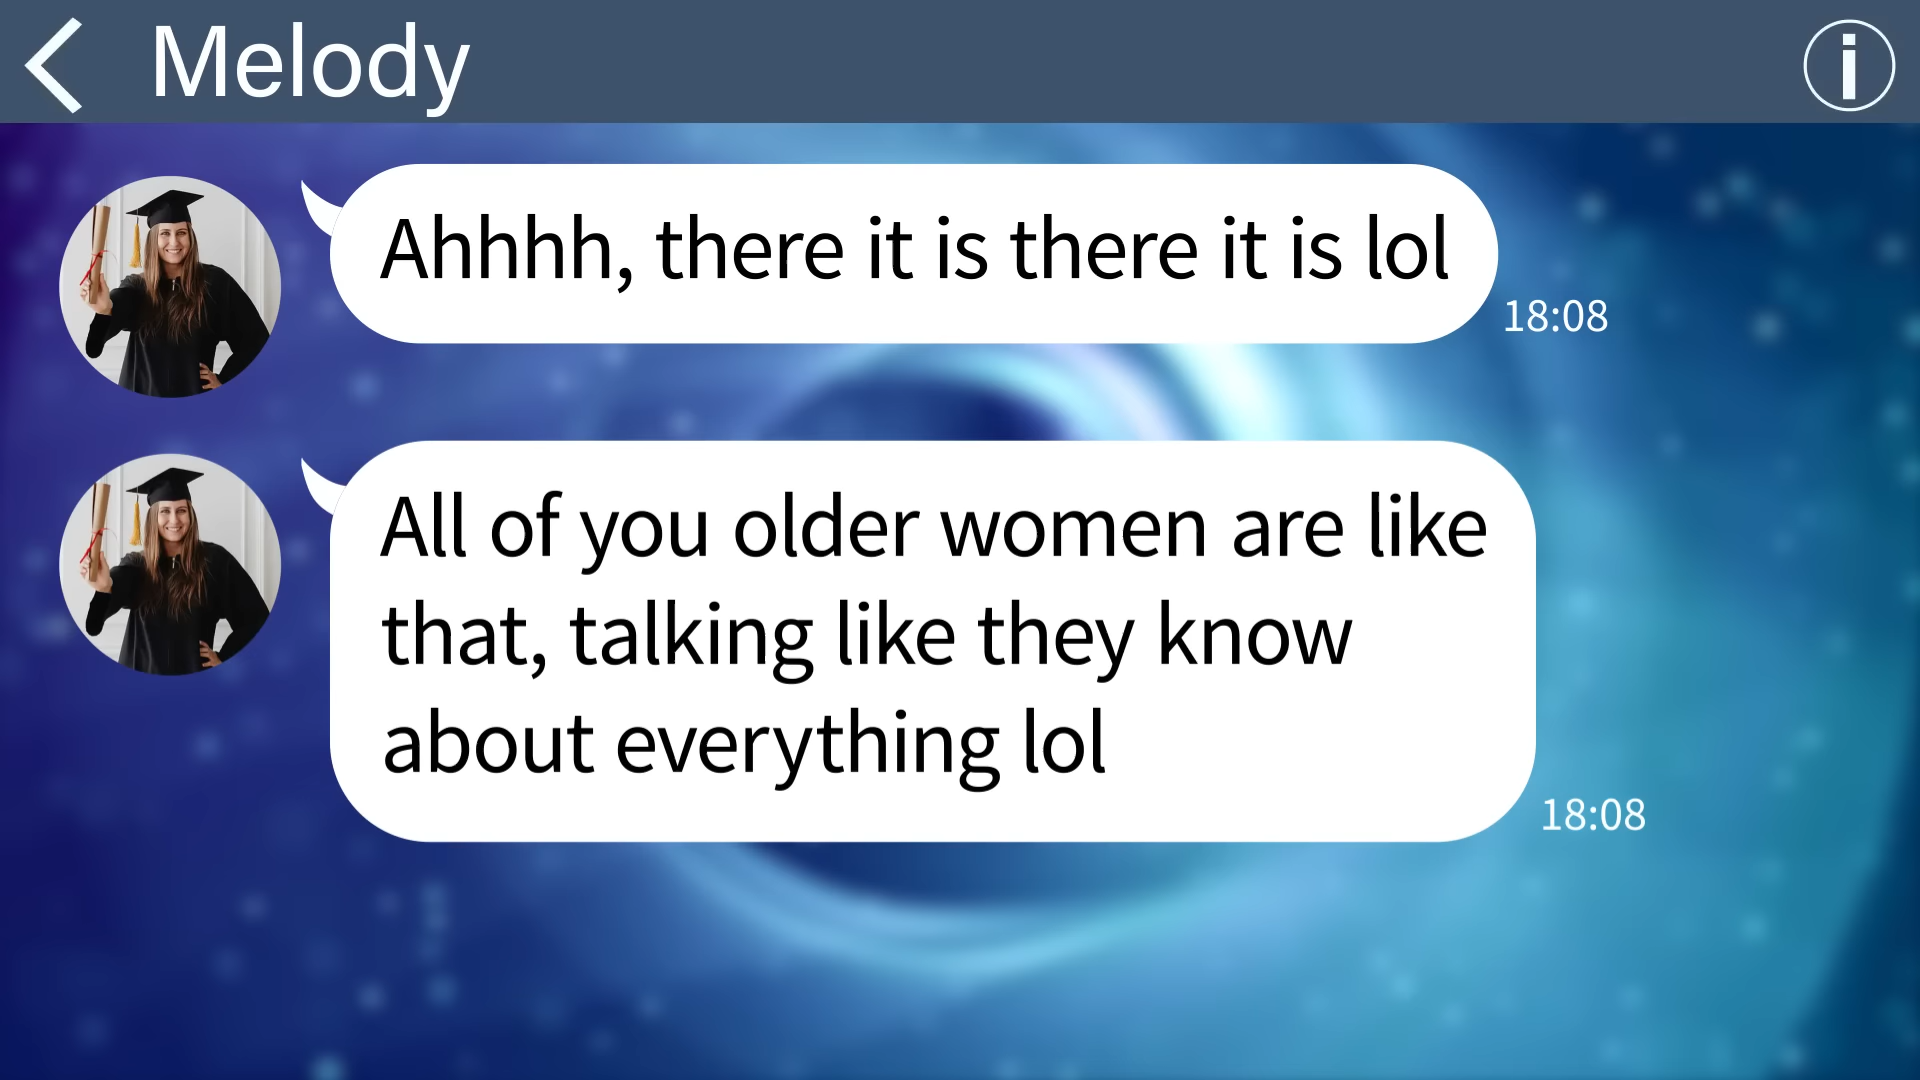 Melody
Ahhhh, there it is there it is lol
18:08
All of you older women are like
that, talking like they know
about everything lol
18:08